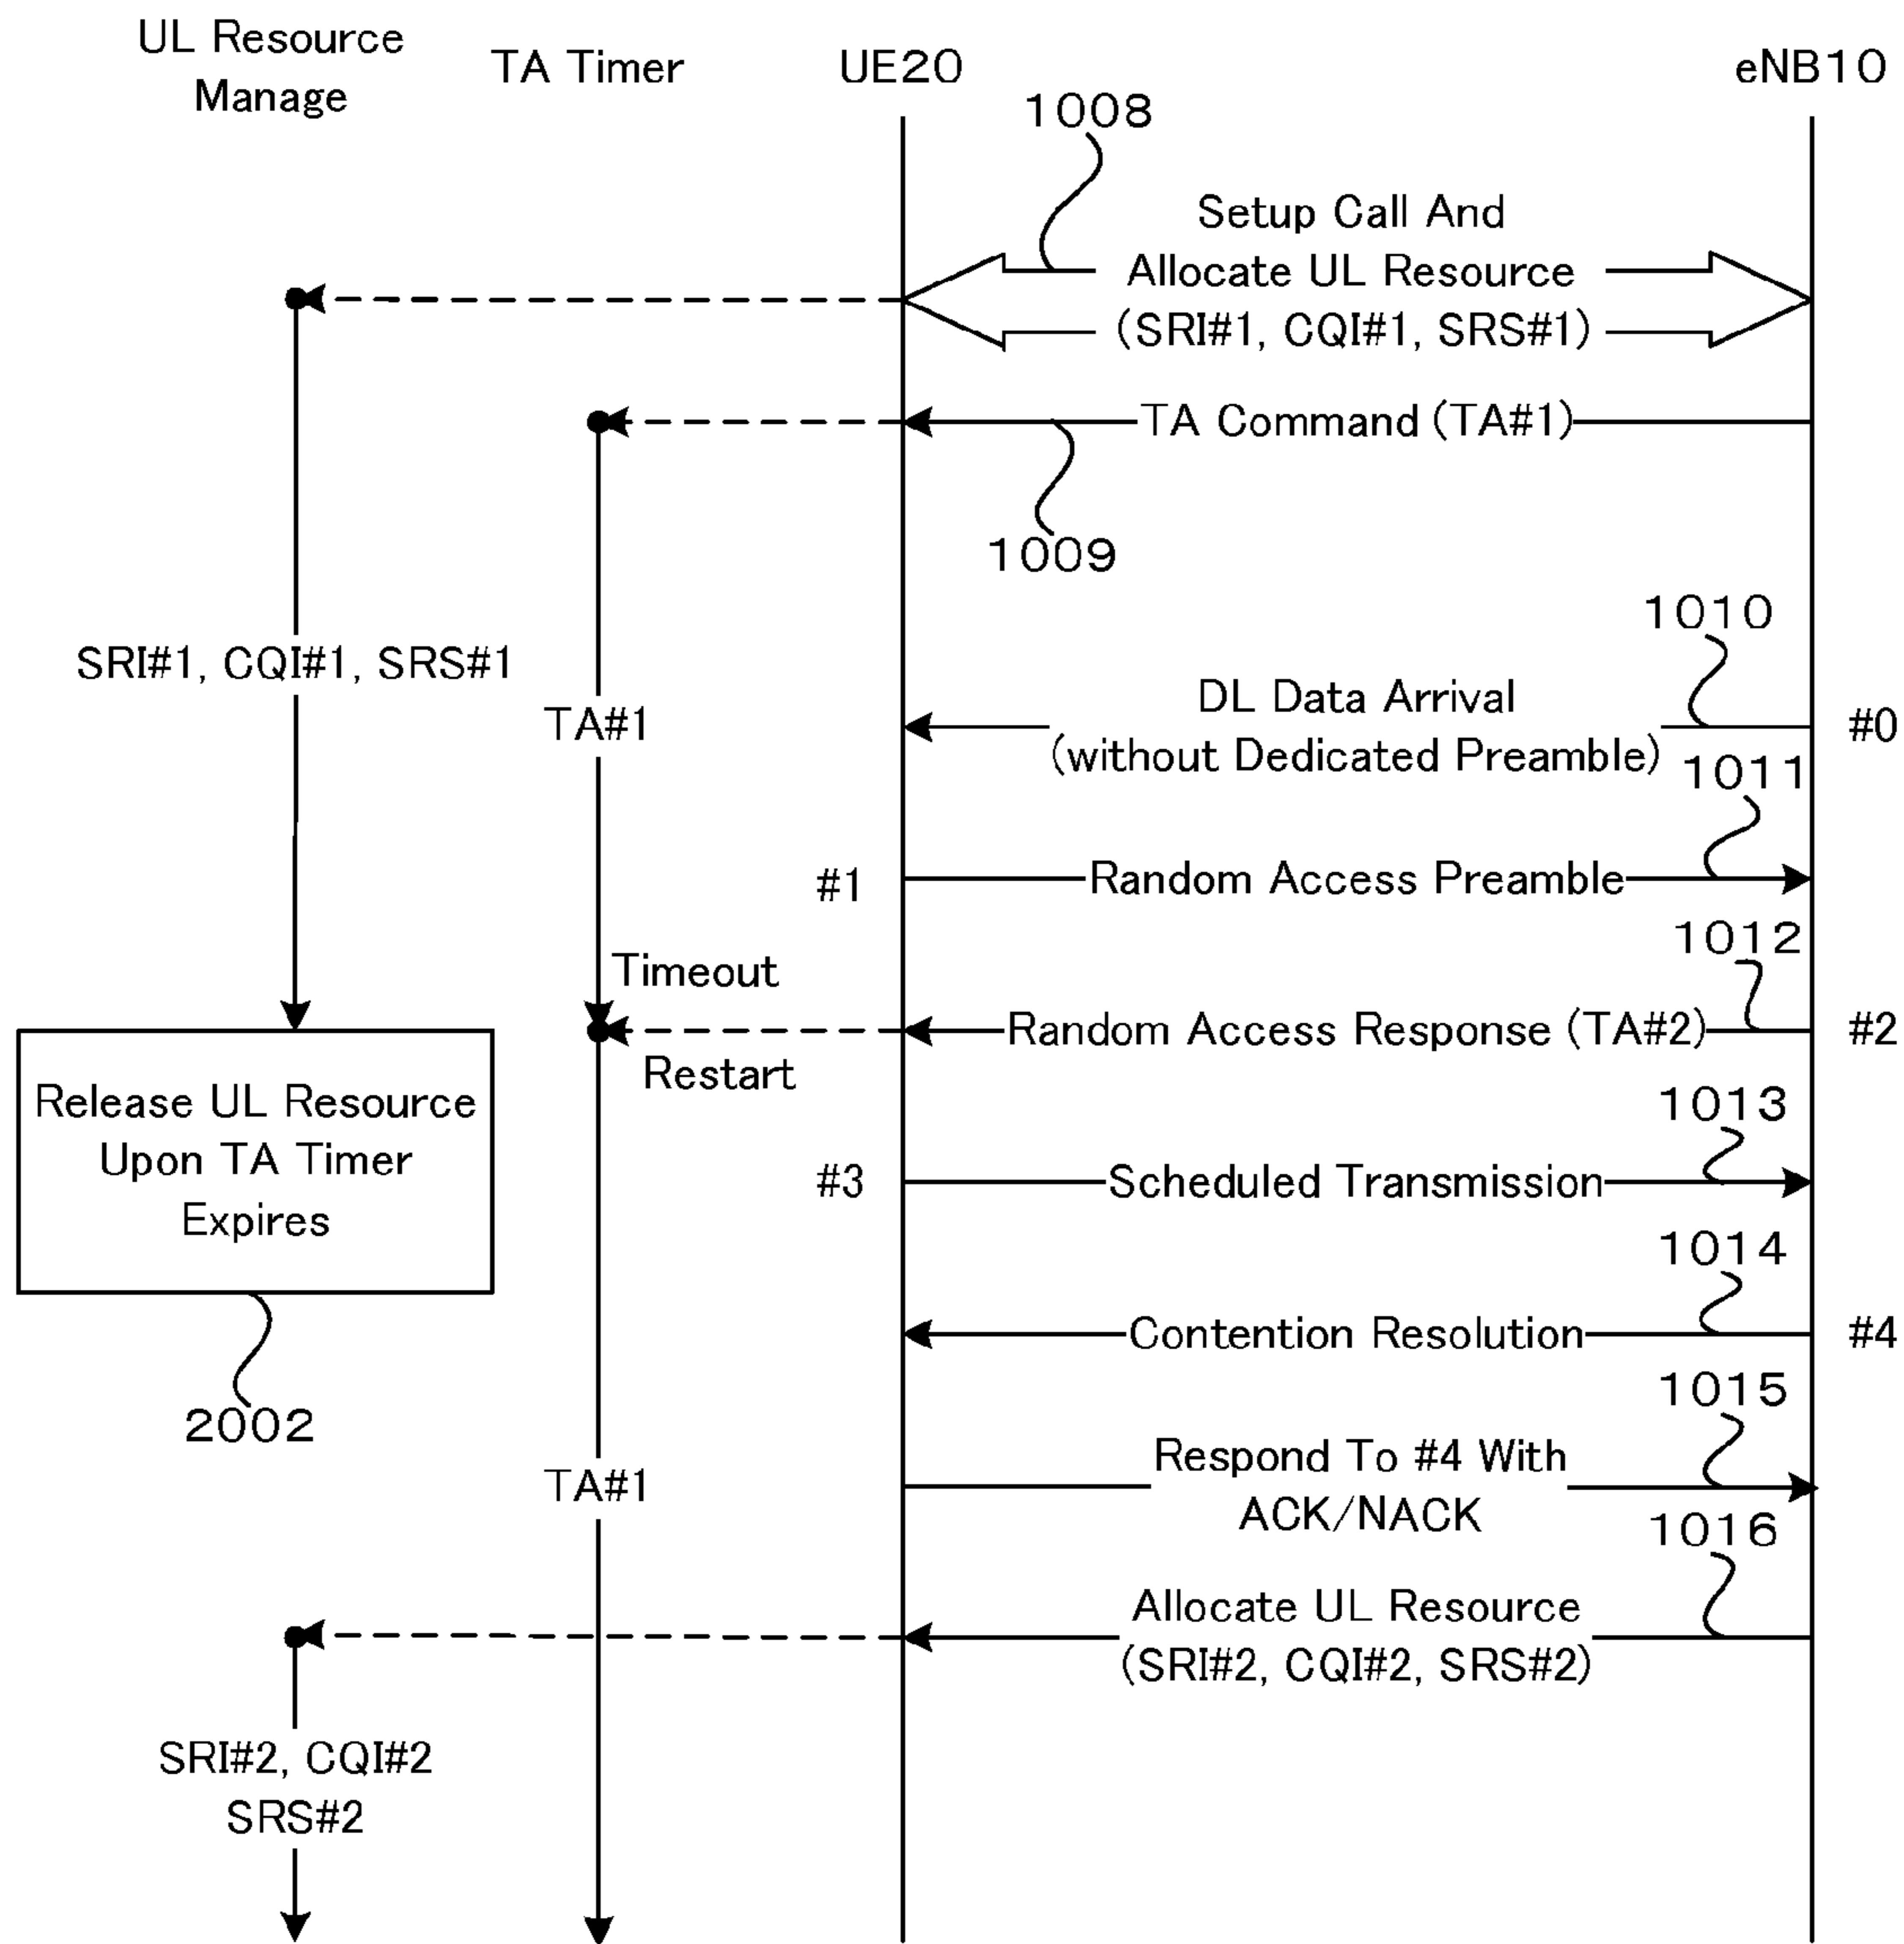 UL Resource
Manage
TA Timer
UE20
eNB10
1008
Setup Call And
Allocate UL Resource
(SRI#1, CQI#1, SRS#1)
TA Command (TA#1)
1009
1010
SRI#1, CQI#1, SRS#1
TA#1
DL Data Arrival
(without Dedicated Preamble)
#0
1011
#1
Random Access Preamble
1012
Timeout
Random Access Response (TA#2)
#2
Restart
Release UL Resource
Upon TA Timer
Expires
1013
#3
Scheduled Transmission
1014
Contention Resolution
#4
2002
1015
TA#1
Respond To #4 With
ACK/NACK
1016
Allocate UL Resource
(SRI#2, CQI#2, SRS#2)
SRI#2, CQI#2
SRS#2